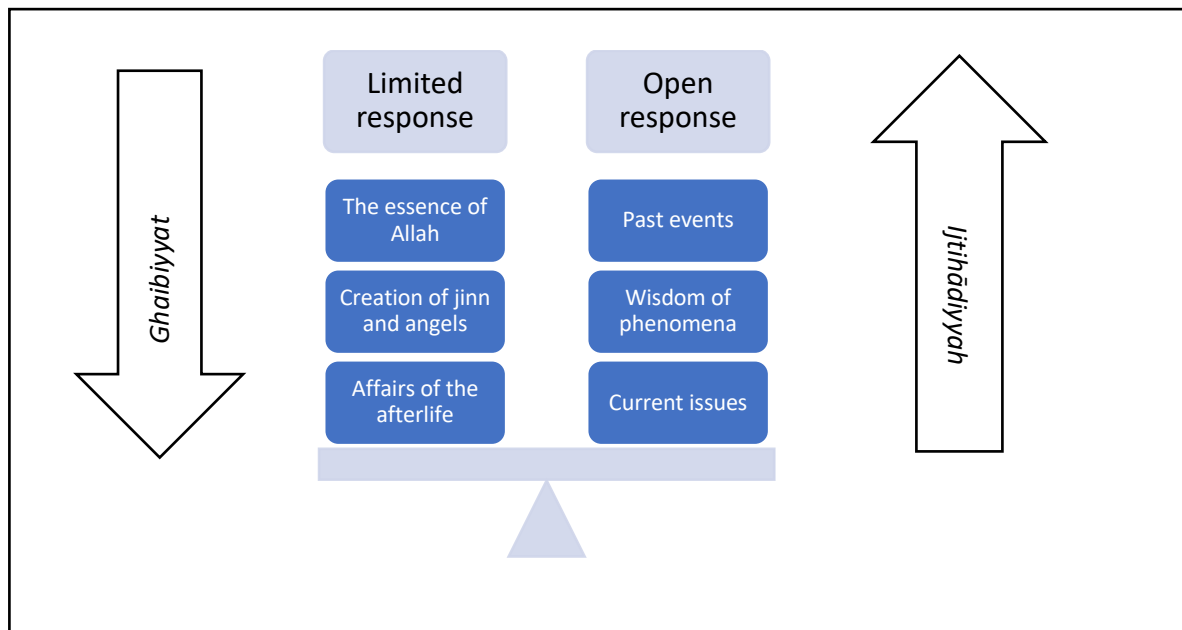 Ghaibiyyat
Limited
response
The essence of
Allah
Creation of jinn
and angels
Affairs of the
afterlife
Open
response
Past events
Wisdom of
phenomena
Current issues
Ijtihādiyyah